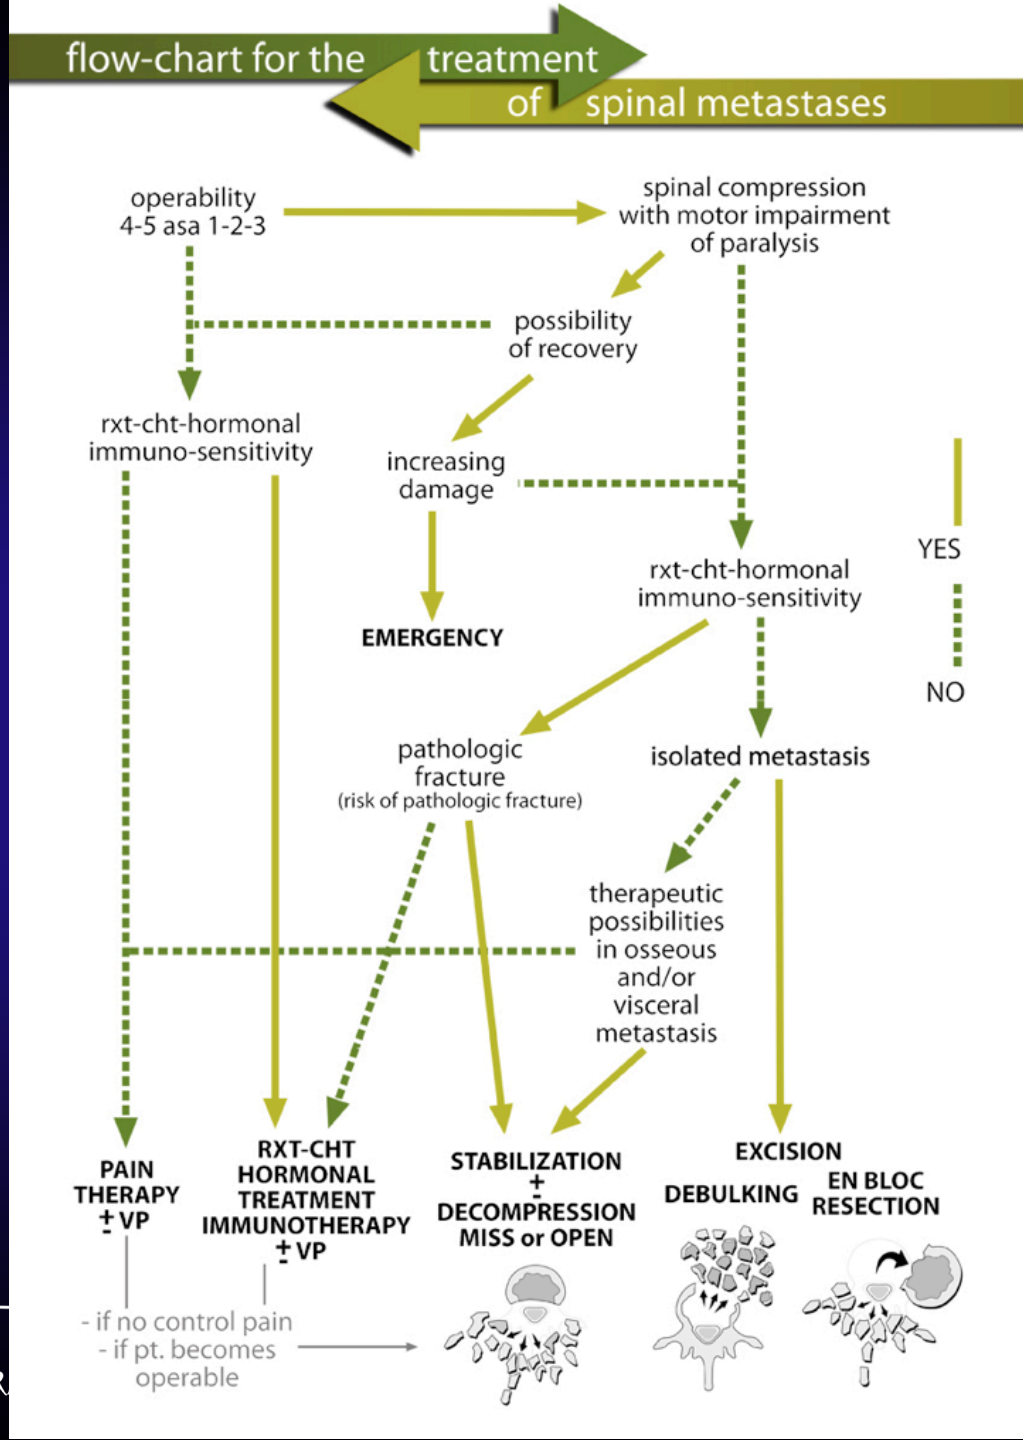 flow-chart for the treatment
of spinal metastases
operability
4-5 asa 1-2-3
spinal compression
with motor impairment
of paralysis
possibility
of recovery
rxt-cht-hormonal
immuno-sensitivity
increasing
damage
YES
NO
rxt-cht-hormonal
immuno-sensitivity
EMERGENCY
pathologic
fracture
(risk of pathologic fracture)
isolated metastasis
therapeutic
possibilities
in osseous
and/or
visceral
metastasis
PAIN
THERAPY
± VP
RXT-CHT
HORMONAL
TREATMENT
IMMUNOTHERAPY
± VP
STABILIZATION
±
DECOMPRESSION
MISS or OPEN
EXCISION
DEBULKING
EN BLOC
RESECTION
- if no control pain
- if pt. becomes
operable